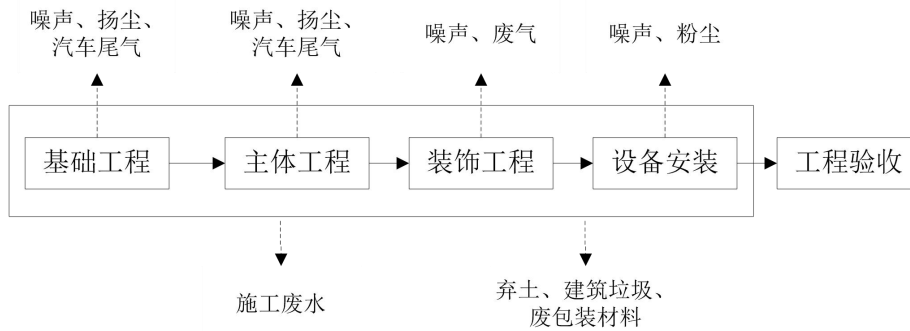 噪声、扬尘、
汽车尾气
噪声、扬尘、
汽车尾气
噪声、废气
噪声、粉尘
基础工程
主体工程
装饰工程
设备安装
工程验收
施工废水
弃土、建筑垃圾、
废包装材料